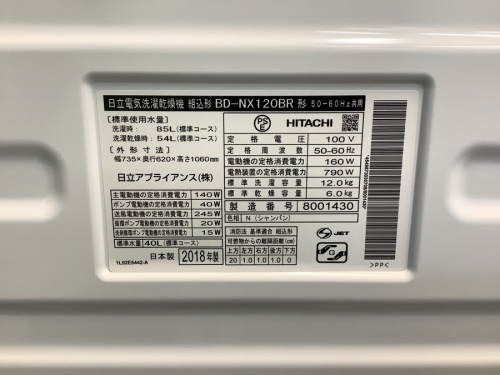 日立電気洗濯乾燥機 組込形 BD-NX120BR 形 50-60Hz共用
〔標準使用水量〕
洗濯時： 85L（標準コース）
洗濯乾燥時： 54L（標準コース）
〔外形寸法〕
幅735×奥行620×高さ1060mm
日立アプライアンス（株）
主電動機の定格消費電力 140W
ポンプ電動機の定格消費電力 40W
送風電動機の定格消費電力 245W
循環ポンプ電動機の定格消費電力 20W
洗剤循環ポンプ電動機の定格消費電力 15W
標準水量 40L（標準コース）
日本製 2018年製
1L92E5442-A
PS
E
HITACHI
定格電圧 100V
定格周波数 50-60Hz
電動機の定格消費電力 160W
電熱装置の定格消費電力 790W
標準洗濯容量 12.0kg
標準乾燥容量 6.0kg
製造番号 8001430
色相 N（シャンパン）
消防法 基準適合 組込形
可燃物からの離隔距離(cm)
上方 左方 右方 前方 後方 下方
20 1.0 1.0 0 1.0 0
S JET
G
>PP<